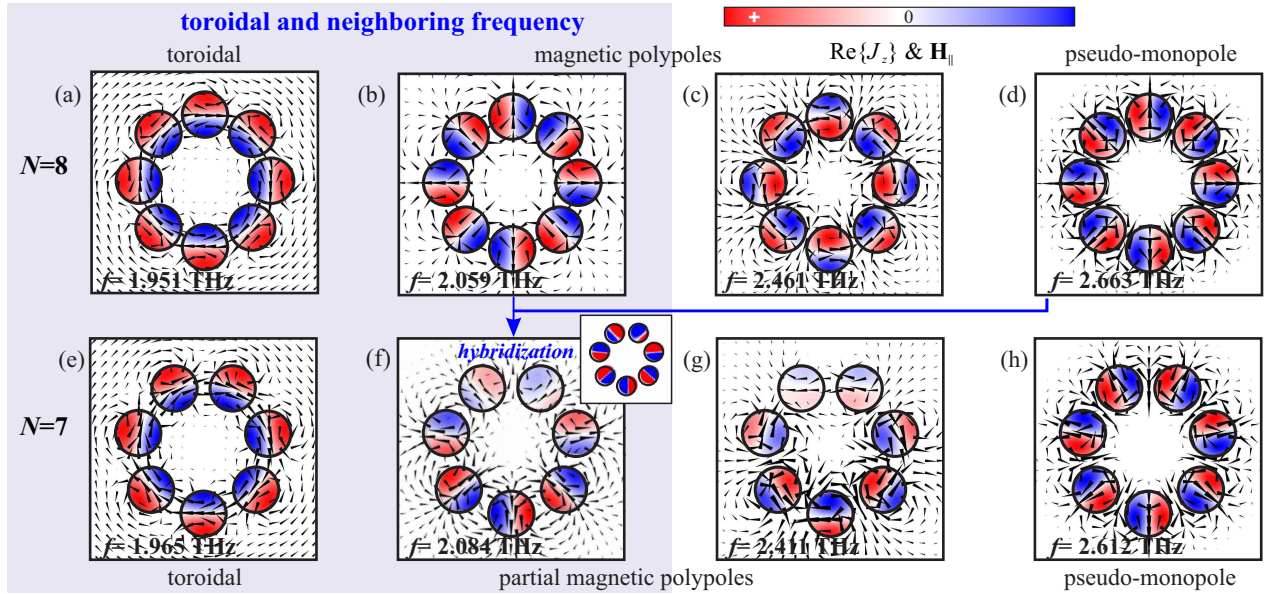 toroidal and neighboring frequency
+ 0
toroidal
magnetic polypoles
Re{J_z} & H_∥
pseudo-monopole
(a)
(b)
(c)
(d)
N=8
f= 1.951 THz
f= 2.059 THz
f= 2.461 THz
f= 2.663 THz
hybridization
(e)
(f)
(g)
(h)
N=7
f= 1.965 THz
f= 2.084 THz
f= 2.411 THz
f= 2.612 THz
toroidal
partial magnetic polypoles
pseudo-monopole